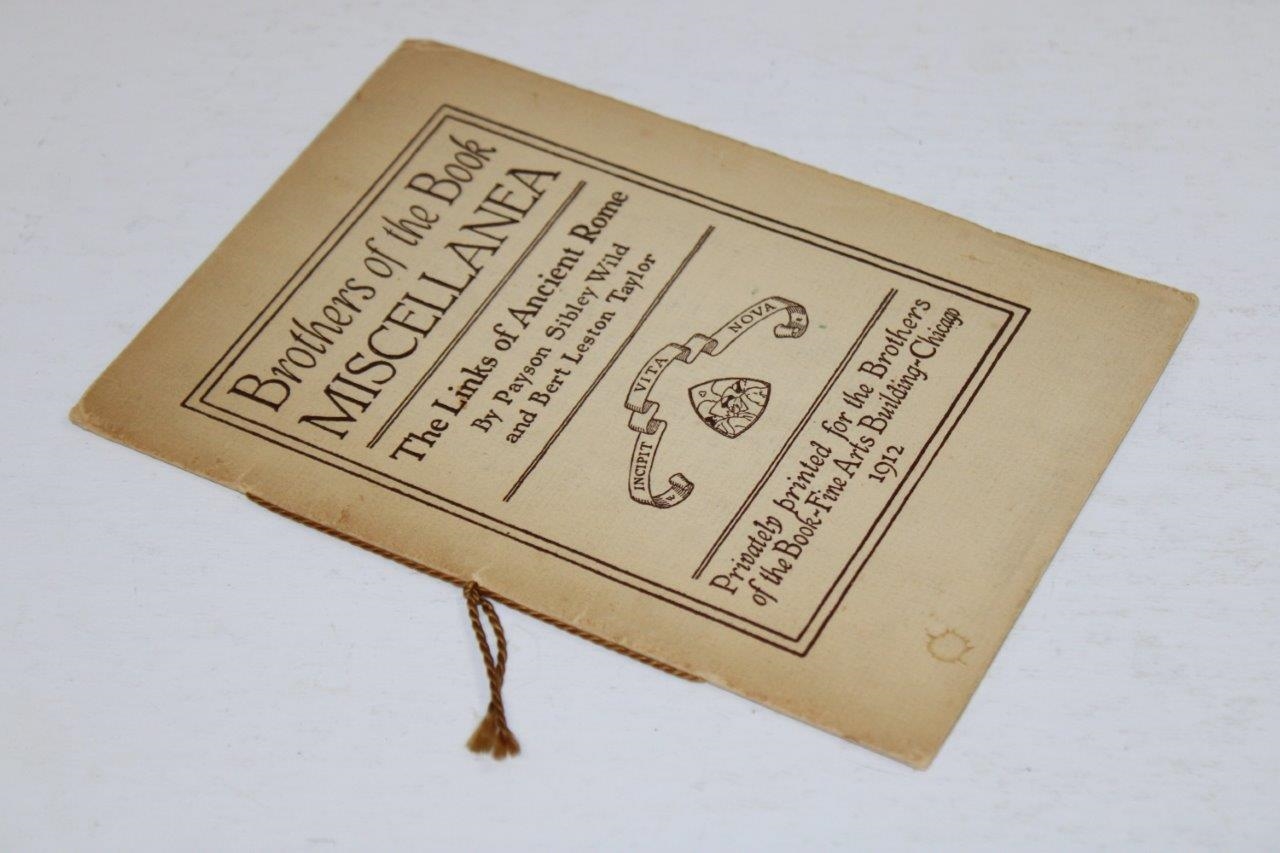 Brothers of the Book
MISCELLANEA
The Links of Ancient Rome
By Payson Sibley Wild
and Bert Leston Taylor
INCIPIT VITA NOVA
Privately printed for the Brothers
of the Book-Fine Arts Building-Chicago
1912